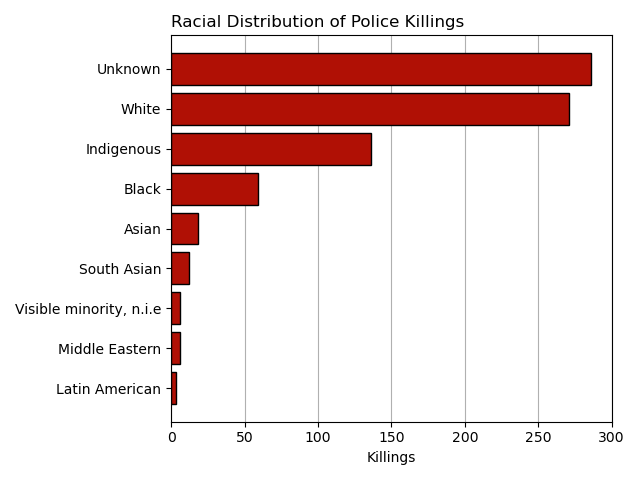 Racial Distribution of Police Killings
Unknown
White
Indigenous
Black
Asian
South Asian
Visible minority, n.i.e
Middle Eastern
Latin American
0 50 100 150 200 250 300
Killings